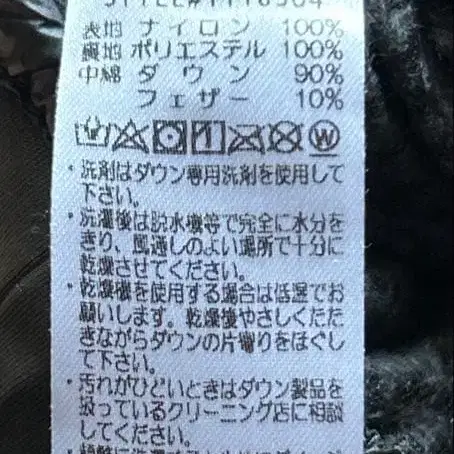 表地 ナイロン 100%
裏地 ポリエステル 100%
中綿 ダウン 90%
フェザー 10%
W
・洗剤はダウン専用洗剤を使用して
下さい。
・洗濯後は脱水機等で完全に水分を
きり、風通しのよい場所で十分に
乾燥させてください。
・乾燥機を使用する場合は低温でお
願いします。乾燥後やさしくたた
きながらダウンの片寄りをほぐし
て下さい。
・汚れがひどいときはダウン製品を
扱っているクリーニング店に相談
してください。